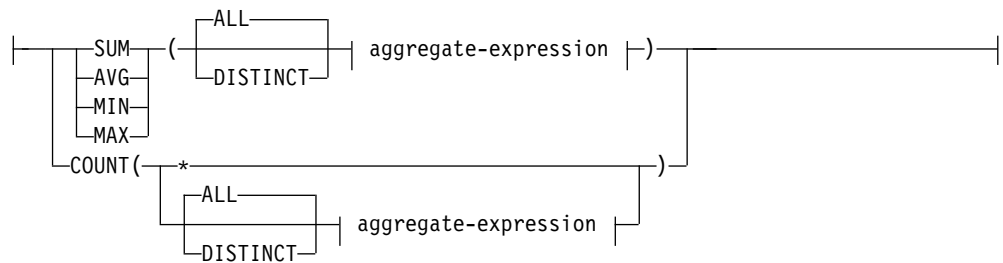 ALL
SUM ( aggregate-expression )
AVG DISTINCT
MIN
MAX
COUNT( * )
ALL
aggregate-expression
DISTINCT